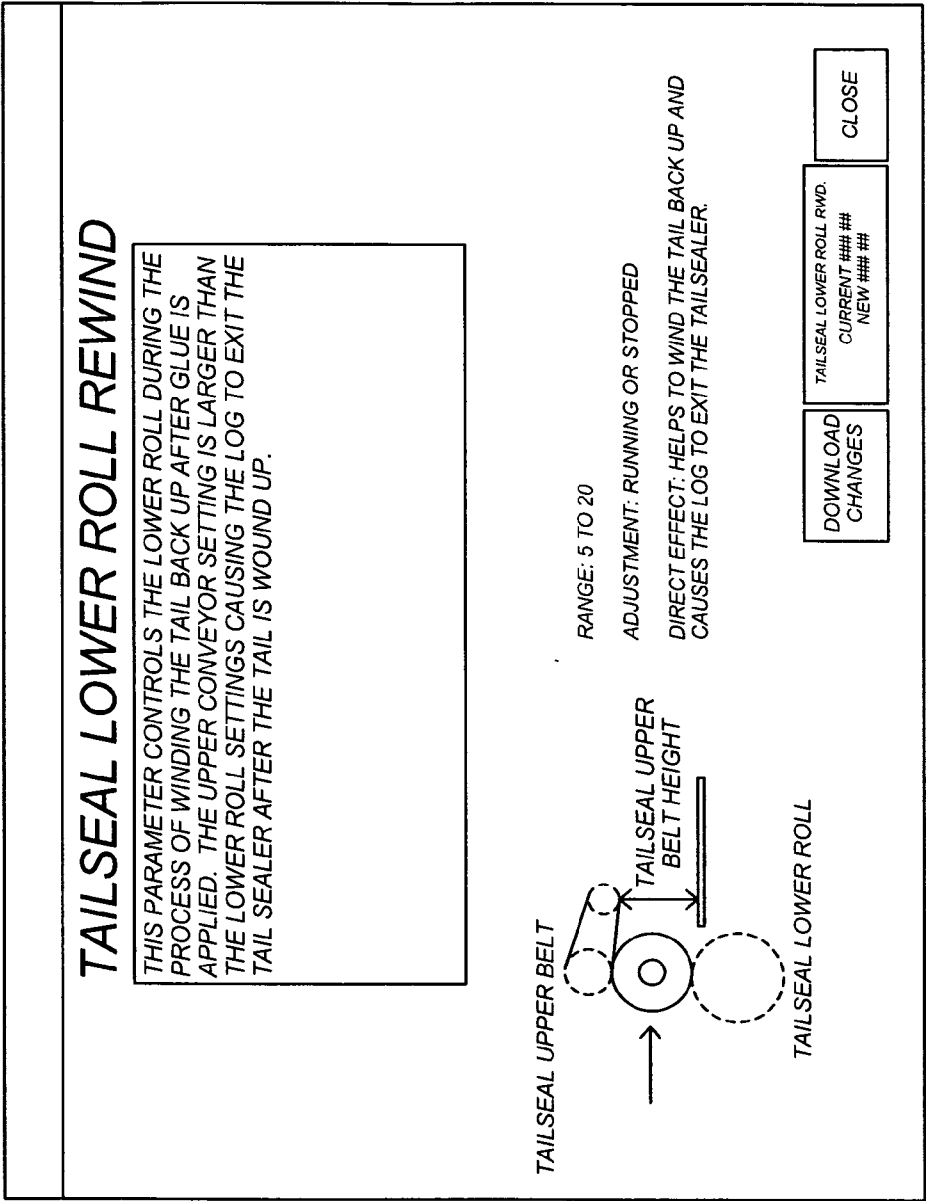 TAILSEAL LOWER ROLL REWIND
THIS PARAMETER CONTROLS THE LOWER ROLL DURING THE
PROCESS OF WINDING THE TAIL BACK UP AFTER GLUE IS
APPLIED. THE UPPER CONVEYOR SETTING IS LARGER THAN
THE LOWER ROLL SETTINGS CAUSING THE LOG TO EXIT THE
TAIL SEALER AFTER THE TAIL IS WOUND UP.
TAILSEAL UPPER BELT
TAILSEAL UPPER
BELT HEIGHT
TAILSEAL LOWER ROLL
RANGE: 5 TO 20
ADJUSTMENT: RUNNING OR STOPPED
DIRECT EFFECT: HELPS TO WIND THE TAIL BACK UP AND
CAUSES THE LOG TO EXIT THE TAILSEALER.
DOWNLOAD
CHANGES
TAILSEAL LOWER ROLL RWD.
CURRENT ### ##
NEW ### ##
CLOSE